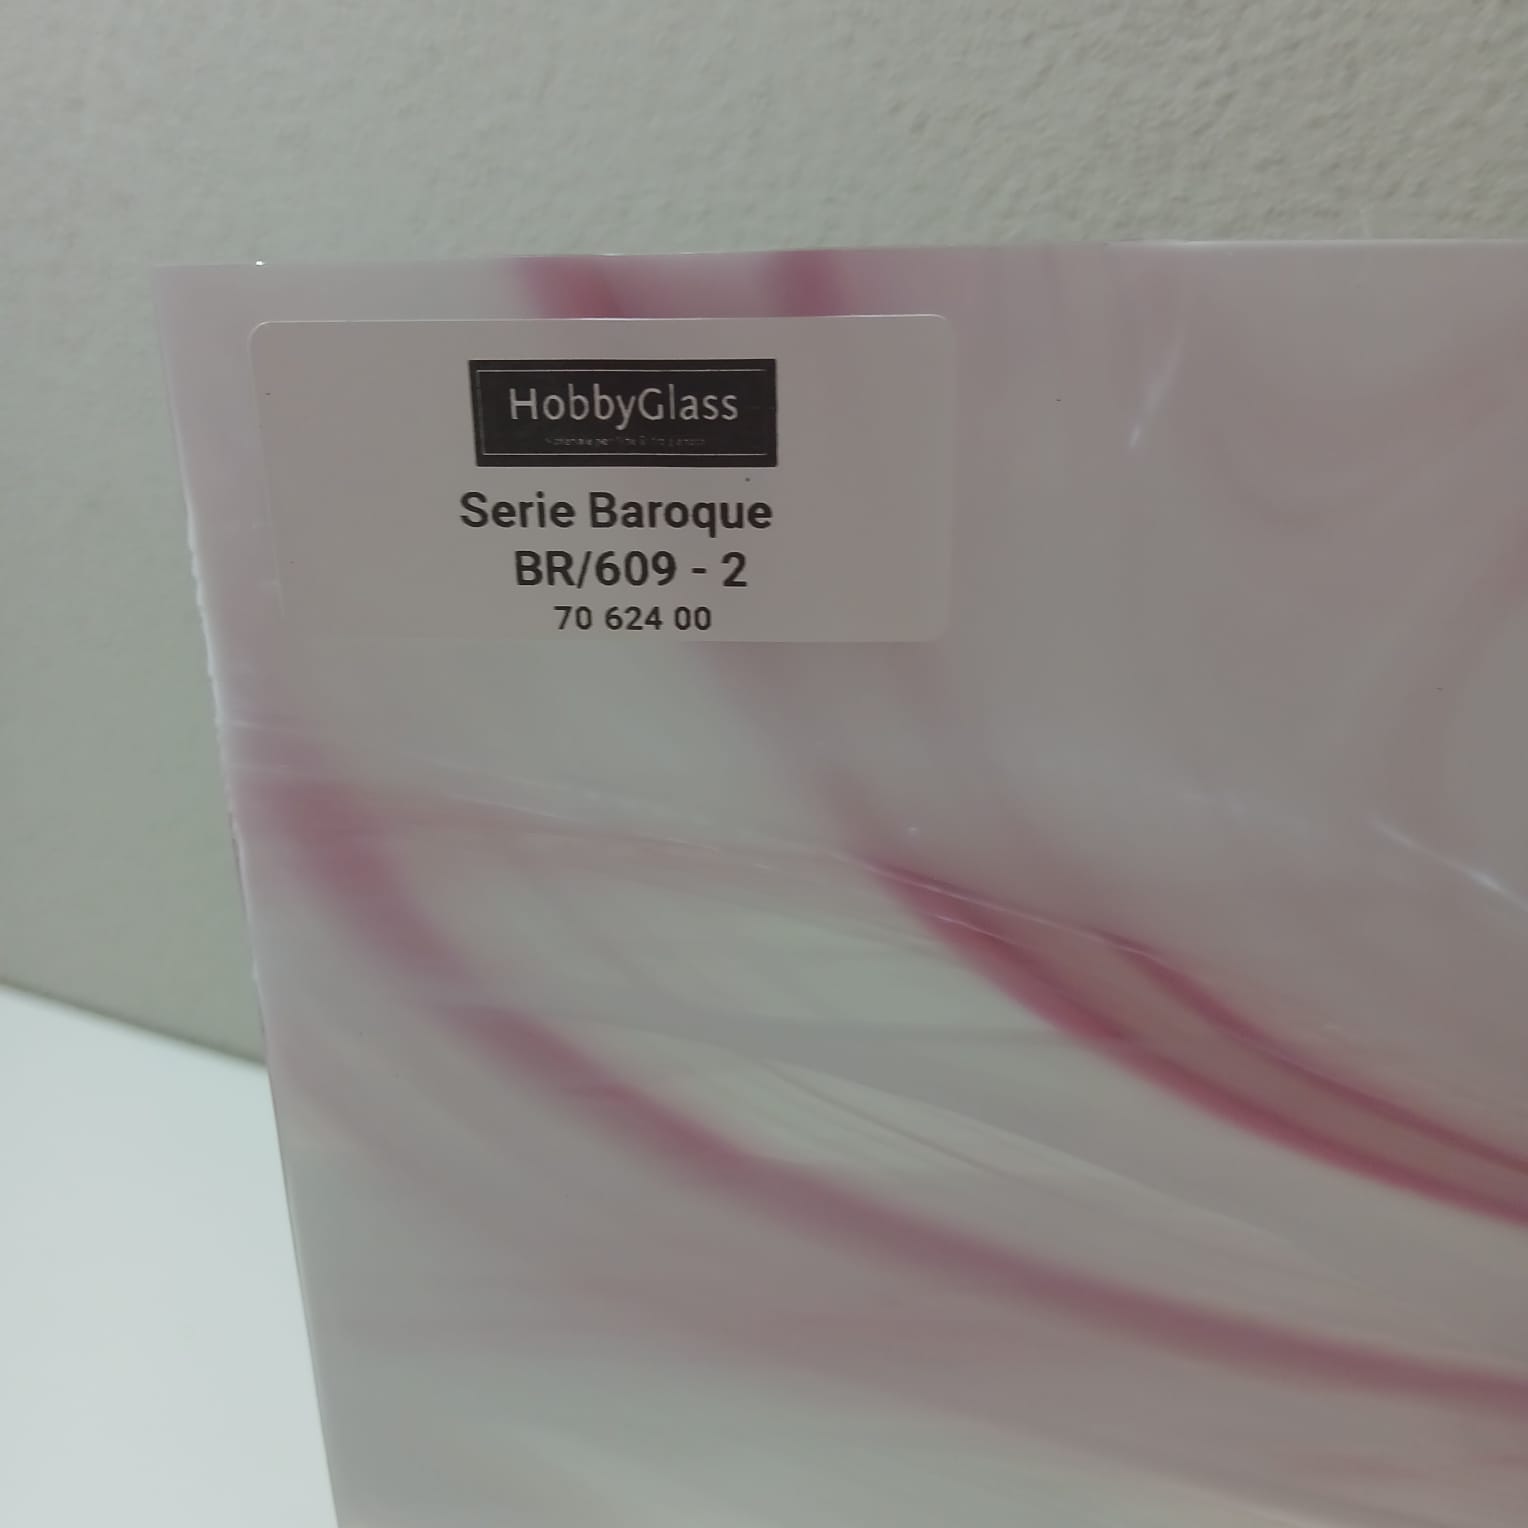 HobbyGlass
Serie Baroque
BR/609 - 2
70 624 00